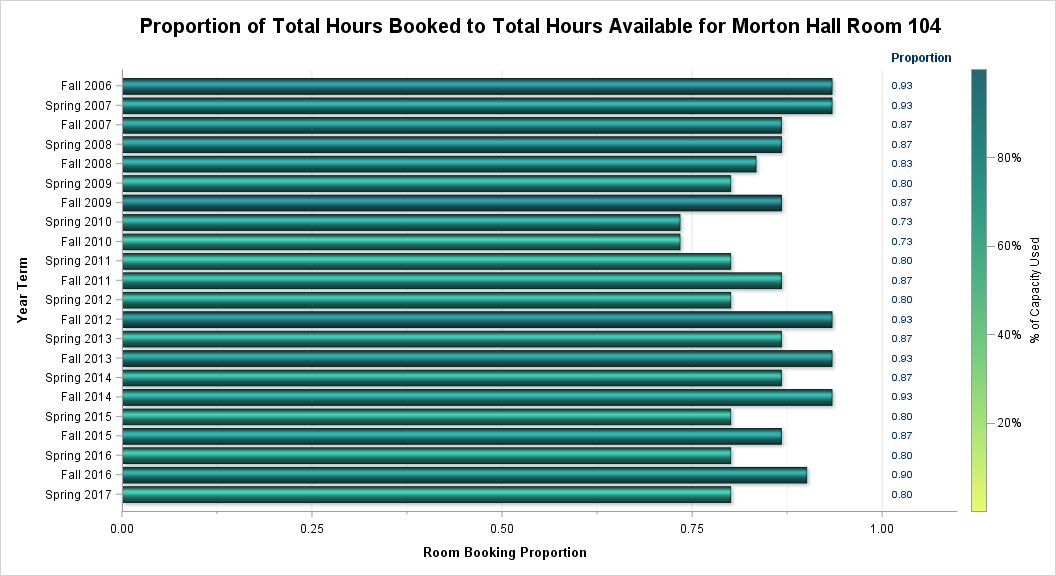 Proportion of Total Hours Booked to Total Hours Available for Morton Hall Room 104
Proportion
Fall 2006 0.93
Spring 2007 0.93
Fall 2007 0.87
Spring 2008 0.87
Fall 2008 0.83
Spring 2009 0.80
Fall 2009 0.87
Spring 2010 0.73
Fall 2010 0.73
Spring 2011 0.80
Fall 2011 0.87
Spring 2012 0.80
Fall 2012 0.93
Spring 2013 0.87
Fall 2013 0.93
Spring 2014 0.87
Fall 2014 0.93
Spring 2015 0.80
Fall 2015 0.87
Spring 2016 0.80
Fall 2016 0.90
Spring 2017 0.80
Year Term
80%
60%
40%
20%
% of Capacity Used
0.00 0.25 0.50 0.75 1.00
Room Booking Proportion